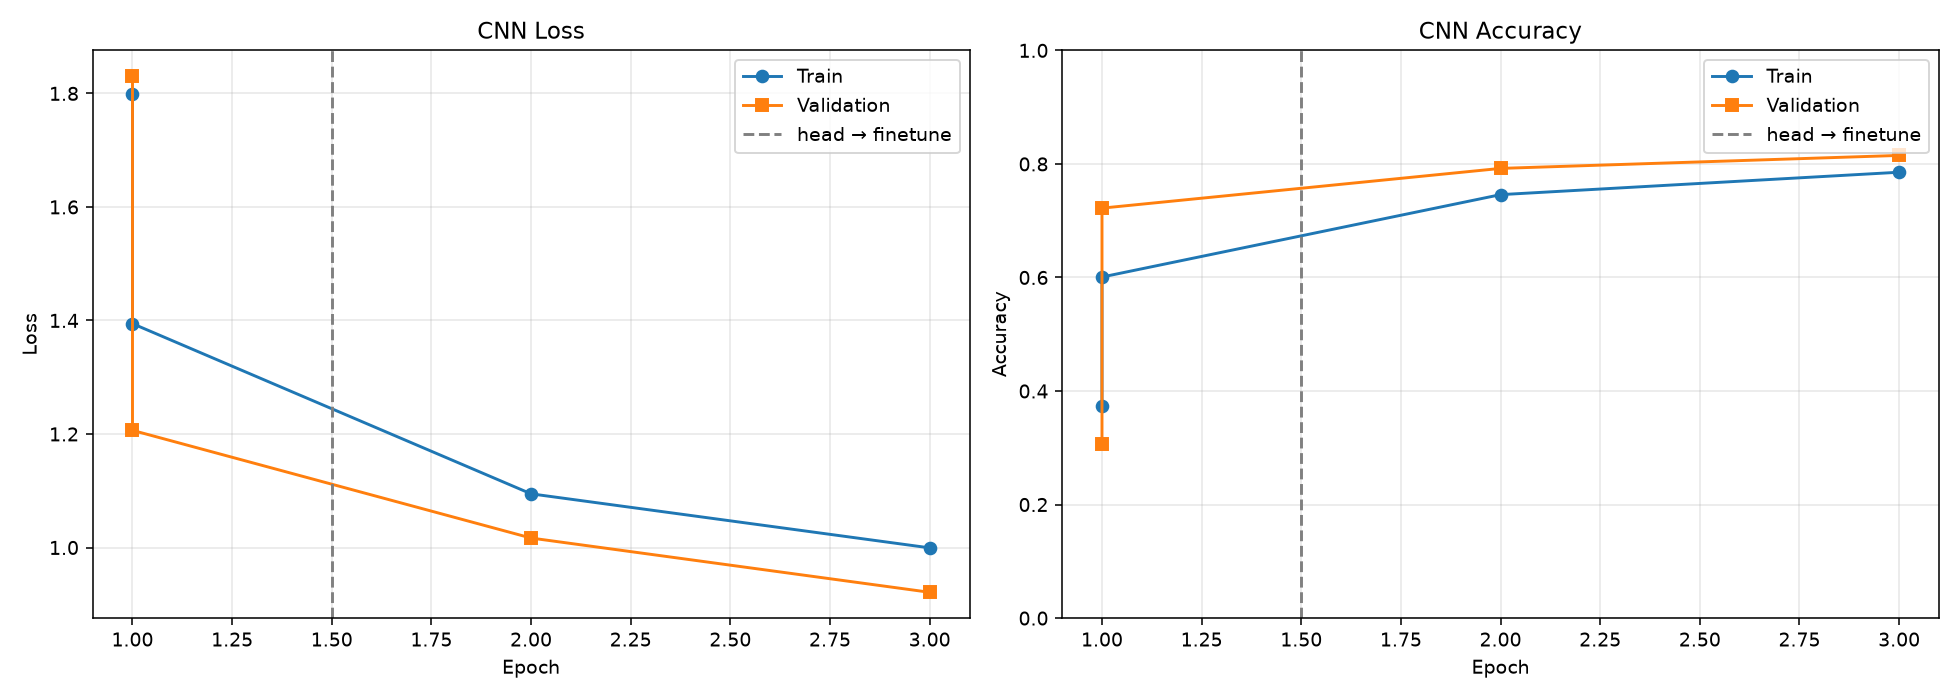 CNN Loss
Loss
1.8
1.6
1.4
1.2
1.0
1.00 1.25 1.50 1.75 2.00 2.25 2.50 2.75 3.00
Epoch
Train
Validation
head → finetune
CNN Accuracy
Accuracy
1.0
0.8
0.6
0.4
0.2
0.0
1.00 1.25 1.50 1.75 2.00 2.25 2.50 2.75 3.00
Epoch
Train
Validation
head → finetune